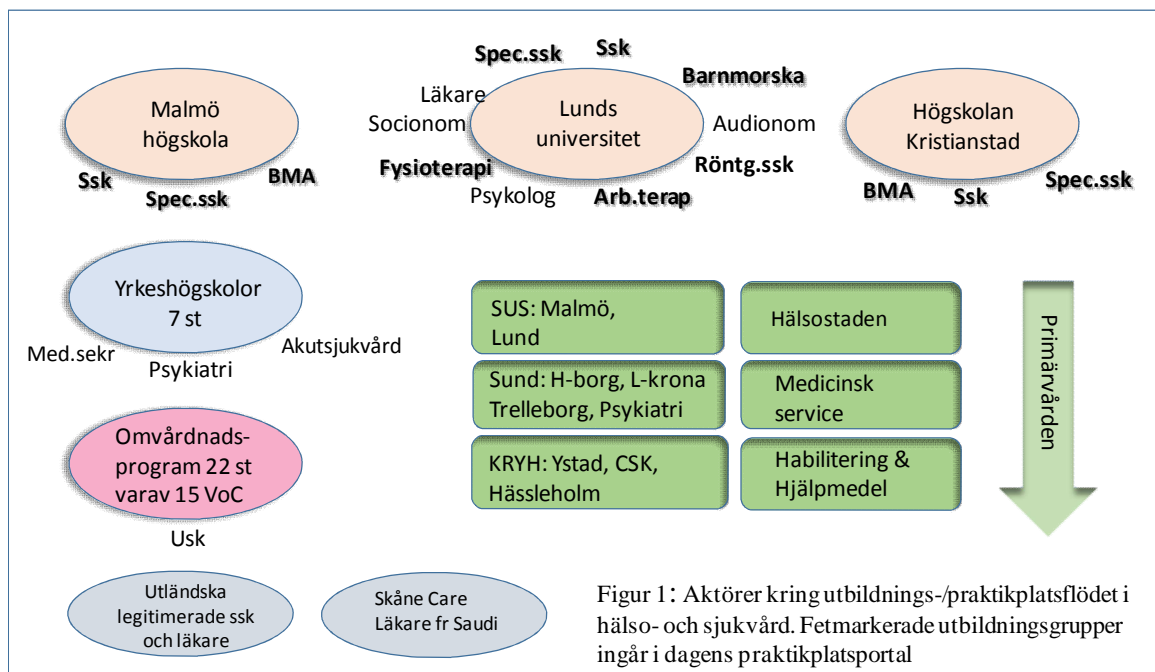 Malmö
högskola
Ssk
Spec.ssk
BMA
Spec.ssk
Ssk
Barnmorska
Läkare
Socionom
Lunds
universitet
Audionom
Fysioterapi
Psykolog
Arb.terap
Röntg.ssk
Högskolan
Kristianstad
BMA
Ssk
Spec.ssk
Yrkeshögskolor
7 st
Med.sekr
Psykiatri
Akutsjukvård
Omvårdnads-
program 22 st
varav 15 VoC
Usk
SUS: Malmö,
Lund
Hälsostaden
Sund: H-borg, L-krona
Trelleborg, Psykiatri
Medicinsk
service
KRYH: Ystad, CSK,
Hässleholm
Habilitering &
Hjälpmedel
Primärvården
Utländska
legitimerade ssk
och läkare
Skåne Care
Läkare fr Saudi
Figur 1: Aktörer kring utbildnings-/praktikplatsflödet i
hälso- och sjukvård. Fetmarkerade utbildningsgrupper
ingår i dagens praktikplatsportal